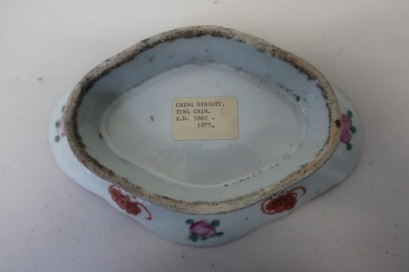 CHING DYNASTY.
TUNG CHIH.
A.D. 1862 -
1875.